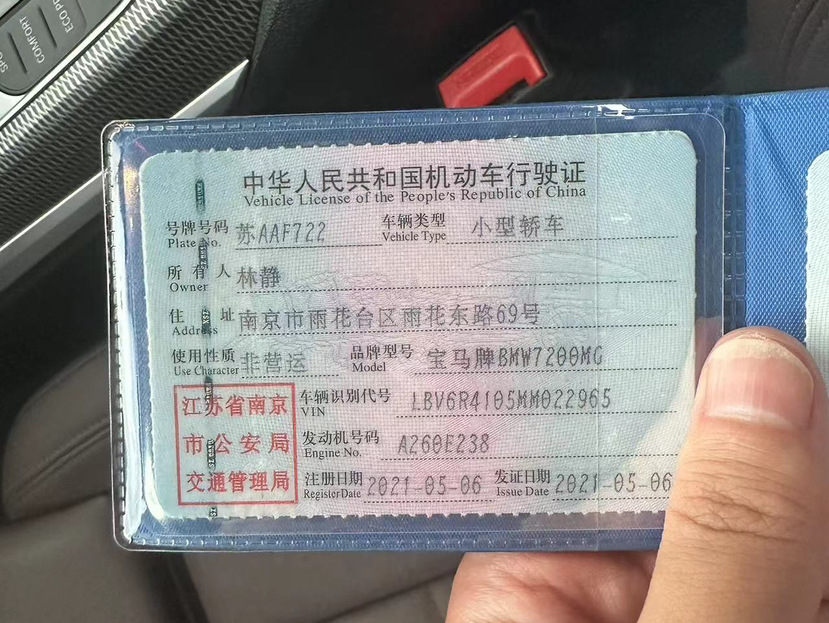 SPO
COMFORT
ECO PR
中华人民共和国机动车行驶证
Vehicle License of the People's Republic of China
号牌号码 苏AAF722 车辆类型 小型轿车
Plate No. Vehicle Type
所有人 林静
Owner
住址 南京市雨花台区雨花东路69号
Address
使用性质 非营运 品牌型号 宝马牌BMW7200MG
Use Character Model
江苏省南京
市公安局
交通管理局
车辆识别代号 LBV6R4105MM022965
VIN
发动机号码 A260E238
Engine No.
注册日期 2021-05-06 发证日期 2021-05-06
Register Date Issue Date